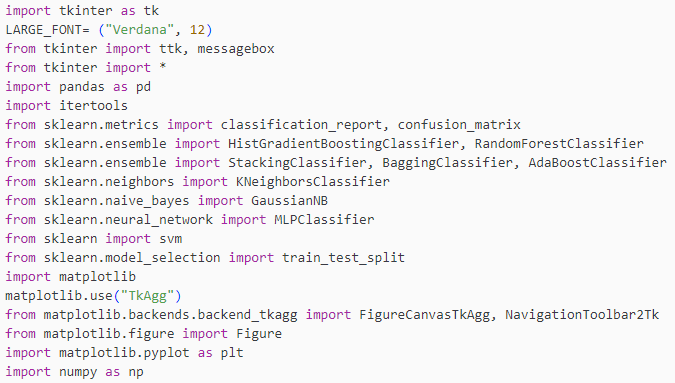 import tkinter as tk
LARGE_FONT= ("Verdana", 12)
from tkinter import ttk, messagebox
from tkinter import *
import pandas as pd
import itertools
from sklearn.metrics import classification_report, confusion_matrix
from sklearn.ensemble import HistGradientBoostingClassifier, RandomForestClassifier
from sklearn.ensemble import StackingClassifier, BaggingClassifier, AdaBoostClassifier
from sklearn.neighbors import KNeighborsClassifier
from sklearn.naive_bayes import GaussianNB
from sklearn.neural_network import MLPClassifier
from sklearn import svm
from sklearn.model_selection import train_test_split
import matplotlib
matplotlib.use("TkAgg")
from matplotlib.backends.backend_tkagg import FigureCanvasTkAgg, NavigationToolbar2Tk
from matplotlib.figure import Figure
import matplotlib.pyplot as plt
import numpy as np